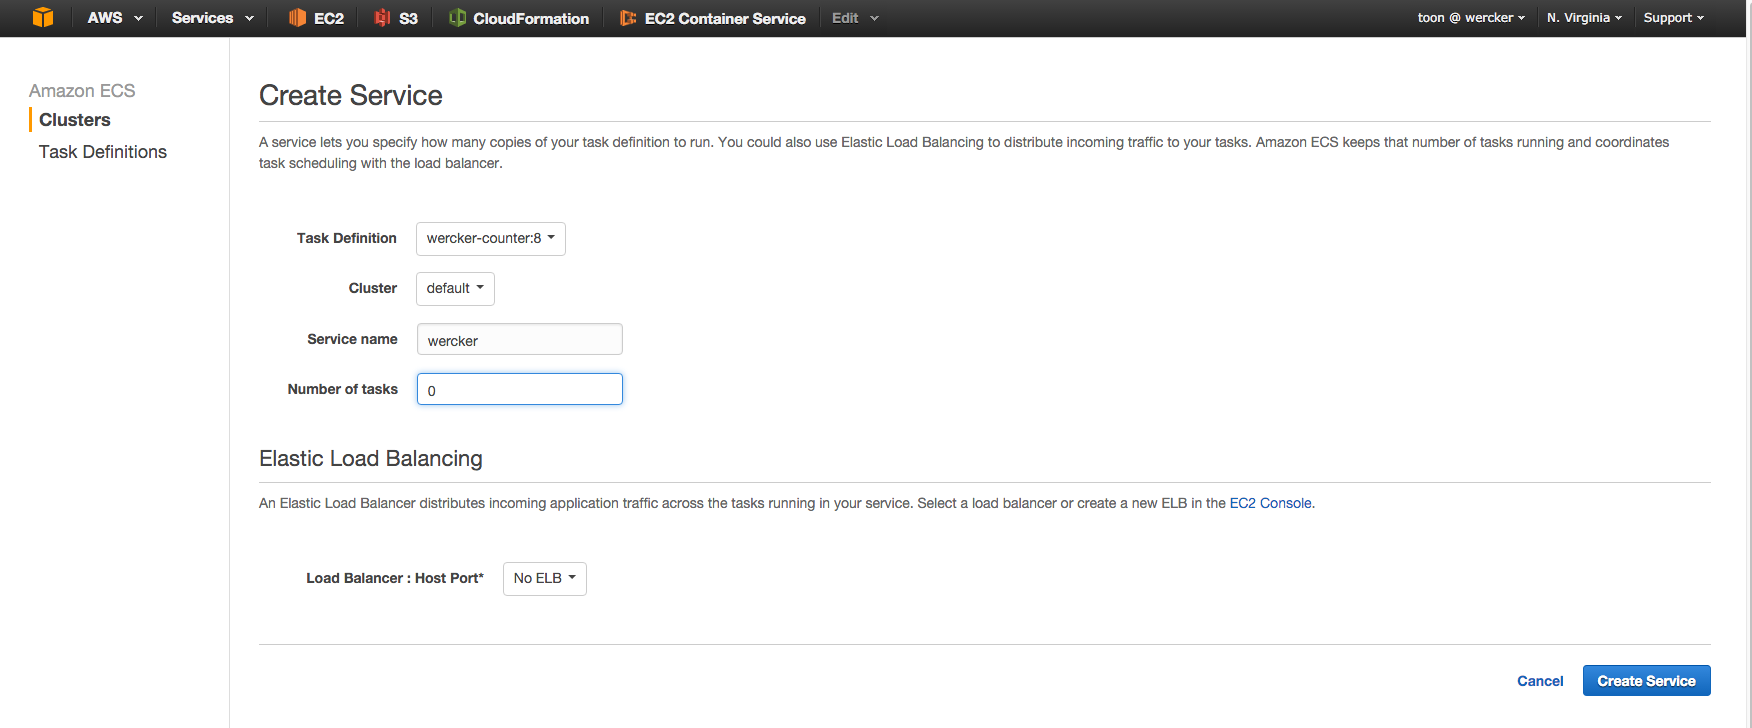 AWS Services EC2 S3 CloudFormation EC2 Container Service Edit toon @ wercker N. Virginia Support
Amazon ECS
Clusters
Task Definitions
Create Service
A service lets you specify how many copies of your task definition to run. You could also use Elastic Load Balancing to distribute incoming traffic to your tasks. Amazon ECS keeps that number of tasks running and coordinates
task scheduling with the load balancer.
Task Definition wercker-counter:8
Cluster default
Service name wercker
Number of tasks 0
Elastic Load Balancing
An Elastic Load Balancer distributes incoming application traffic across the tasks running in your service. Select a load balancer or create a new ELB in the EC2 Console.
Load Balancer : Host Port* No ELB
Cancel Create Service